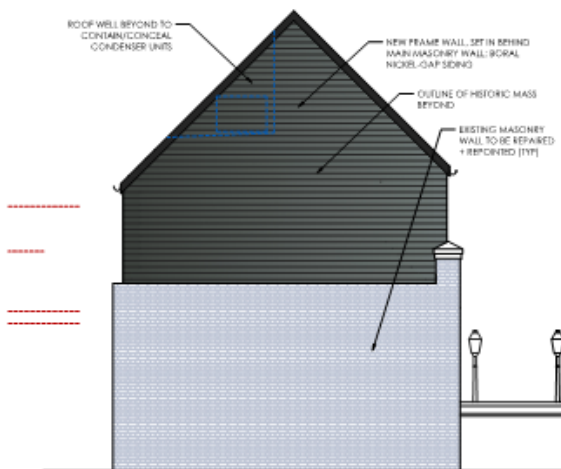 ROOF WELL BEYOND TO
CONTAIN/CONCEAL
CONDENSER UNITS
NEW FRAME WALL, SET IN BEHIND
MAIN MASONRY WALL; BORAL
NICKEL-GAP SIDING
OUTLINE OF HISTORIC MASS
BEYOND
EXISTING MASONRY
WALL TO BE REPAIRED
+ REPOINTED (TYP)